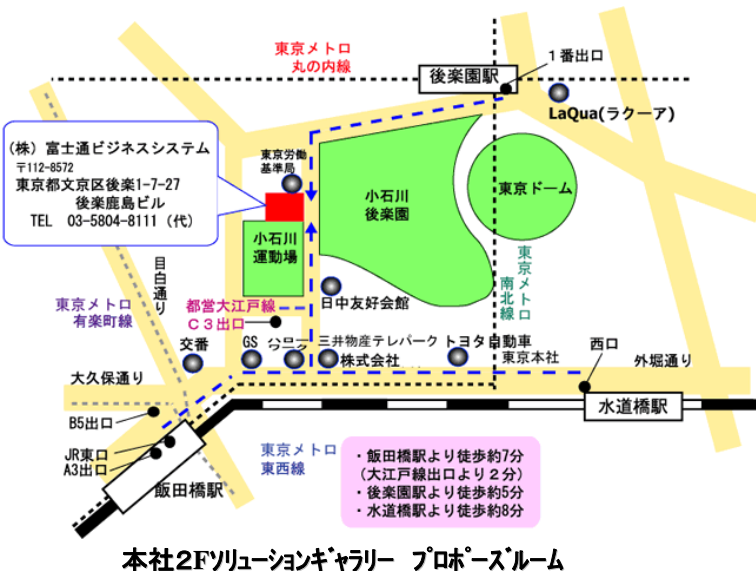 東京メトロ
丸の内線
後楽園駅
1番出口
LaQua(ラクーア)
(株) 富士通ビジネスシステム
〒112-8572
東京都文京区後楽1-7-27
後楽鹿島ビル
TEL 03-5804-8111 (代)
東京労働
基準局
小石川
後楽園
東京ドーム
小石川
運動場
目白通り
東京メトロ
南北線
東京メトロ
有楽町線
都営大江戸線
C3出口
日中友好会館
交番
GS
三井物産テレパーク
株式会社
トヨタ自動車
東京本社
西口
外堀通り
大久保通り
B5出口
JR東口
A3出口
飯田橋駅
水道橋駅
東京メトロ
東西線
・飯田橋駅より徒歩約7分
(大江戸線出口より2分)
・後楽園駅より徒歩約5分
・水道橋駅より徒歩約8分
本社2Fソリューションギャラリー プロポーズルーム